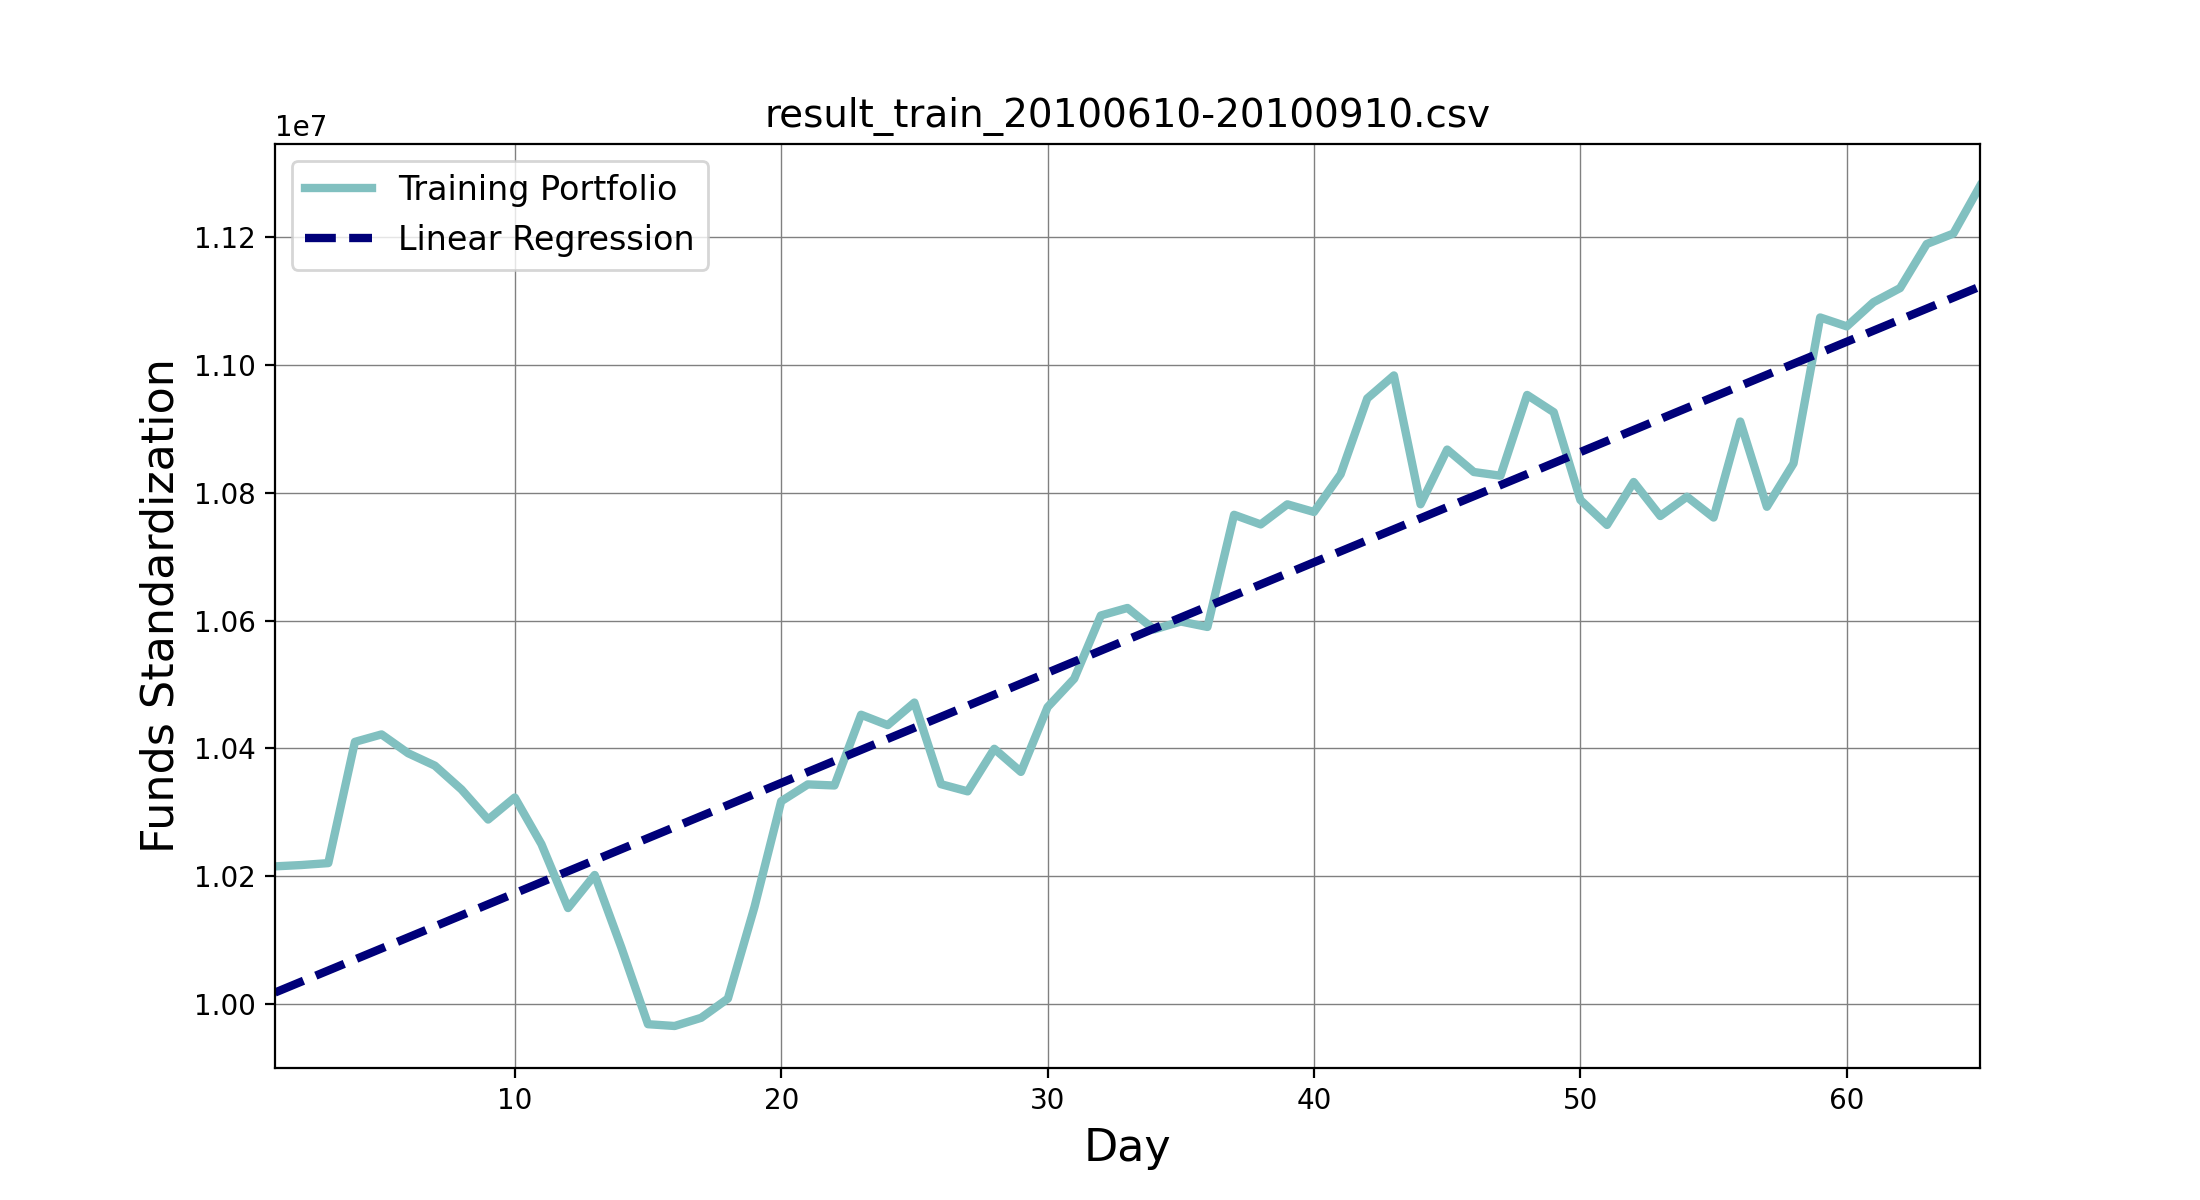 result_train_20100610-20100910.csv
1e7
Training Portfolio
Linear Regression
1.12
1.10
1.08
1.06
1.04
1.02
1.00
Funds Standardization
10 20 30 40 50 60
Day